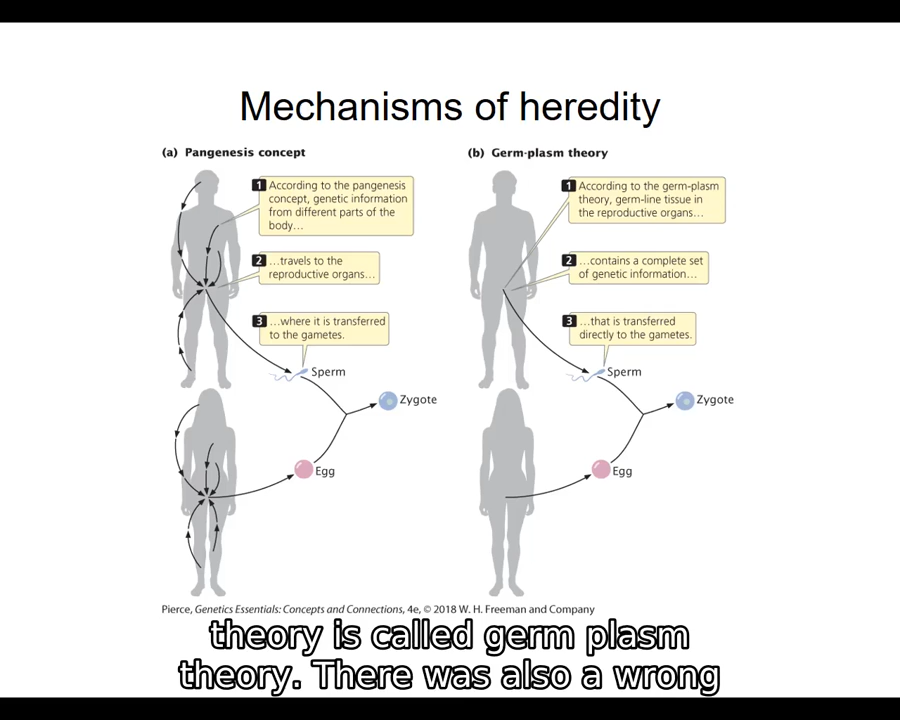 Mechanisms of heredity
(a) Pangenesis concept
1 According to the pangenesis
concept, genetic information
from different parts of the
body…
2 …travels to the
reproductive organs…
3 …where it is transferred
to the gametes.
Sperm
Zygote
Egg
(b) Germ-plasm theory
1 According to the germ-plasm
theory, germ-line tissue in
the reproductive organs…
2 …contains a complete set
of genetic information…
3 …that is transferred
directly to the gametes.
Sperm
Zygote
Egg
Pierce, Genetics Essentials: Concepts and Connections, 4e, © 2018 W. H. Freeman and Company
theory is called germ plasm
theory. There was also a wrong